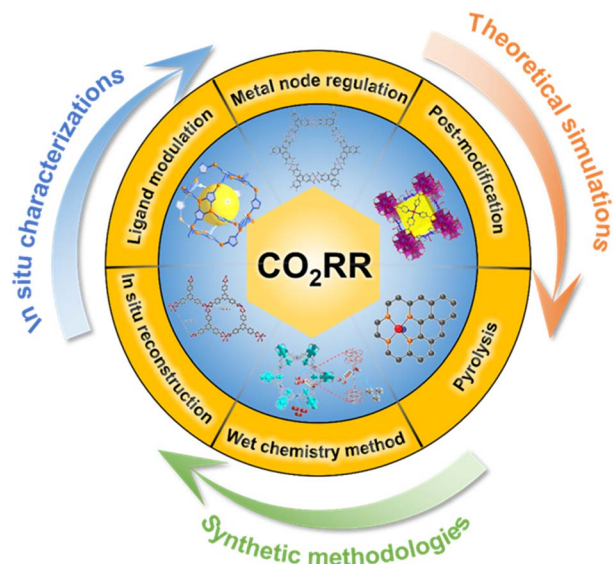 In situ characterizations
Theoretical simulations
Synthetic methodologies
Metal node regulation
Post-modification
Pyrolysis
Wet chemistry method
In situ reconstruction
Ligand modulation
CO₂RR